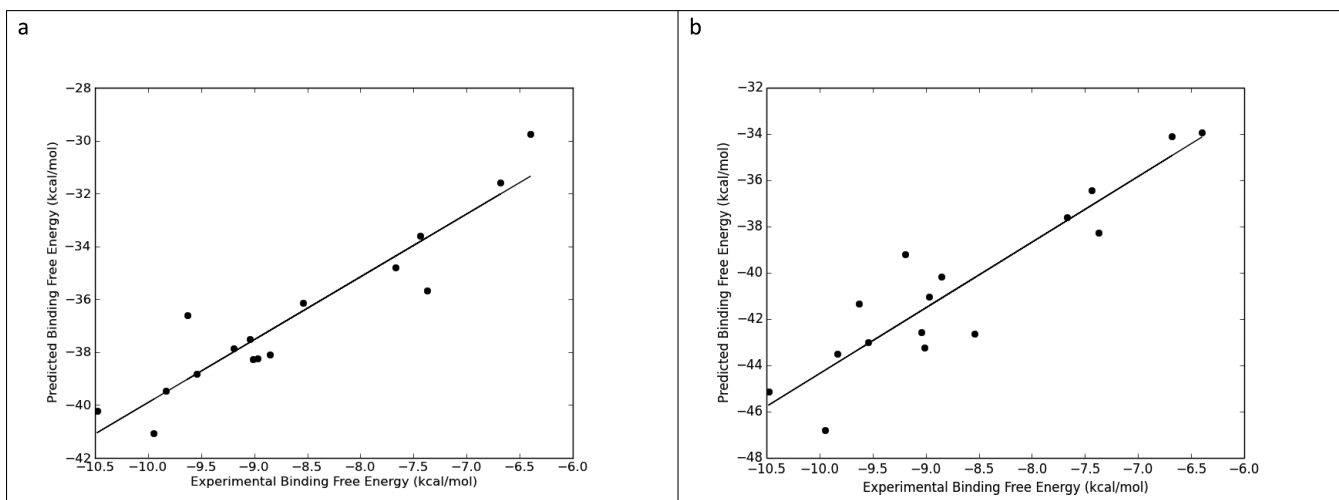 a
−28
−30
−32
−34
−36
−38
−40
−42
Predicted Binding Free Energy (kcal/mol)
−10.5 −10.0 −9.5 −9.0 −8.5 −8.0 −7.5 −7.0 −6.5 −6.0
Experimental Binding Free Energy (kcal/mol)
b
−32
−34
−36
−38
−40
−42
−44
−46
−48
Predicted Binding Free Energy (kcal/mol)
−10.5 −10.0 −9.5 −9.0 −8.5 −8.0 −7.5 −7.0 −6.5 −6.0
Experimental Binding Free Energy (kcal/mol)